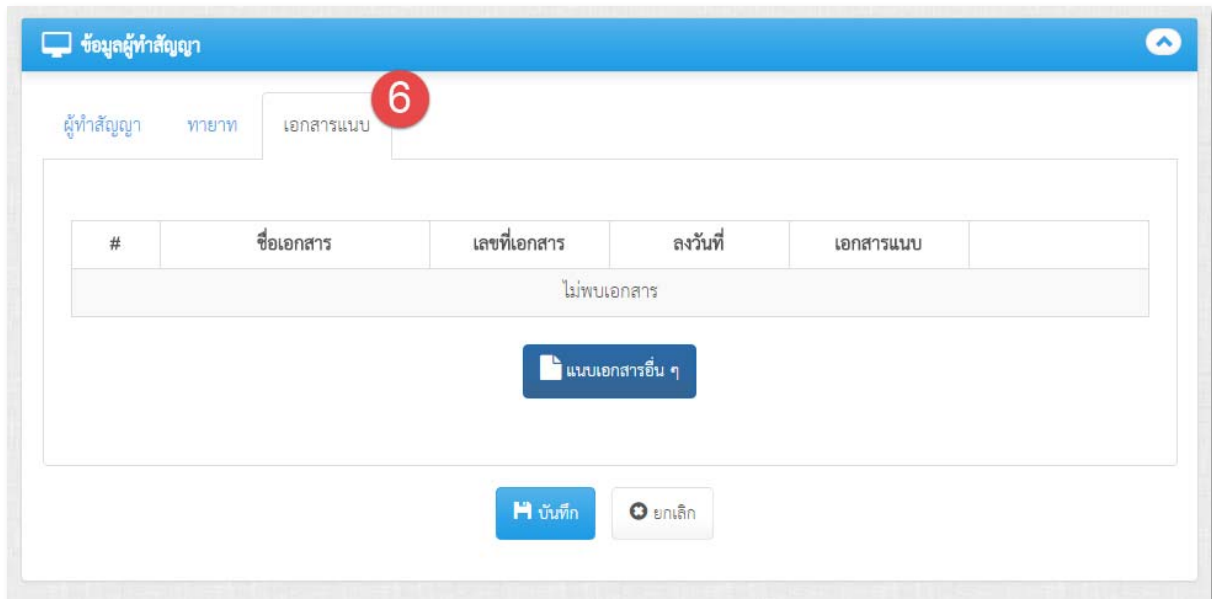 ข้อมูลผู้ทำสัญญา
6
ผู้ทำสัญญา ทายาท เอกสารแนบ
# ชื่อเอกสาร เลขที่เอกสาร ลงวันที่ เอกสารแนบ
ไม่พบเอกสาร
แนบเอกสารอื่น ๆ
บันทึก ยกเลิก